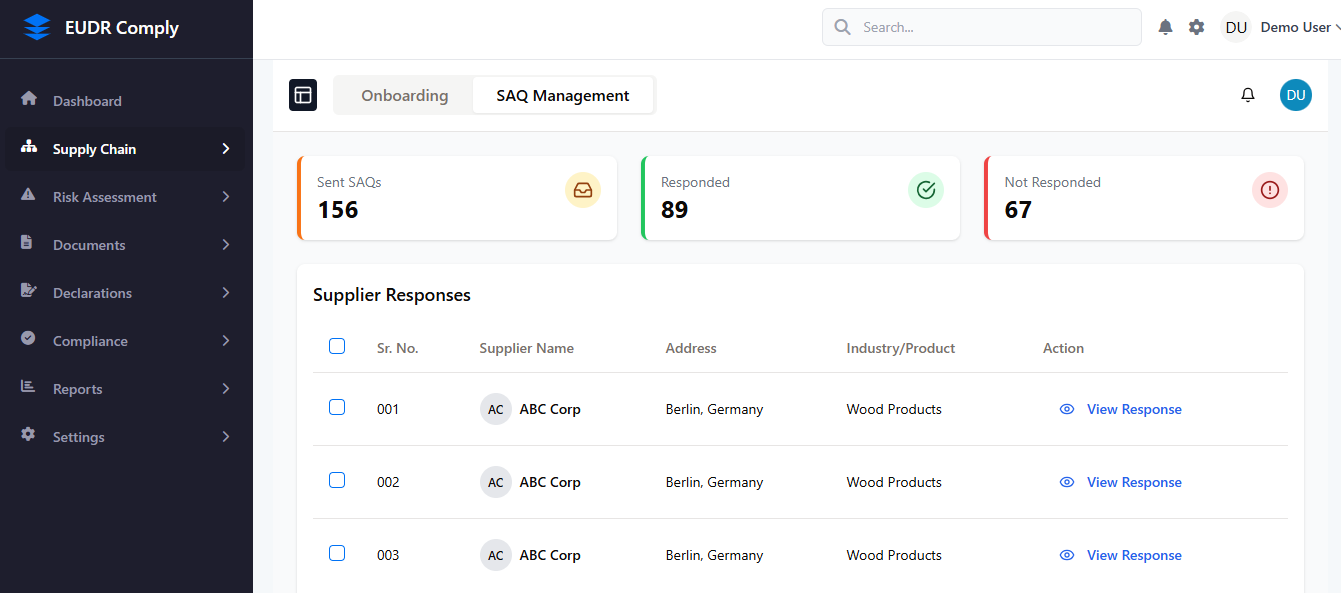 EUDR Comply
Search...
DU
Demo User
Dashboard
Supply Chain
Risk Assessment
Documents
Declarations
Compliance
Reports
Settings
Onboarding
SAQ Management
DU
Sent SAQs
156
Responded
89
Not Responded
67
Supplier Responses
Sr. No. Supplier Name Address Industry/Product Action
001 AC ABC Corp Berlin, Germany Wood Products View Response
002 AC ABC Corp Berlin, Germany Wood Products View Response
003 AC ABC Corp Berlin, Germany Wood Products View Response